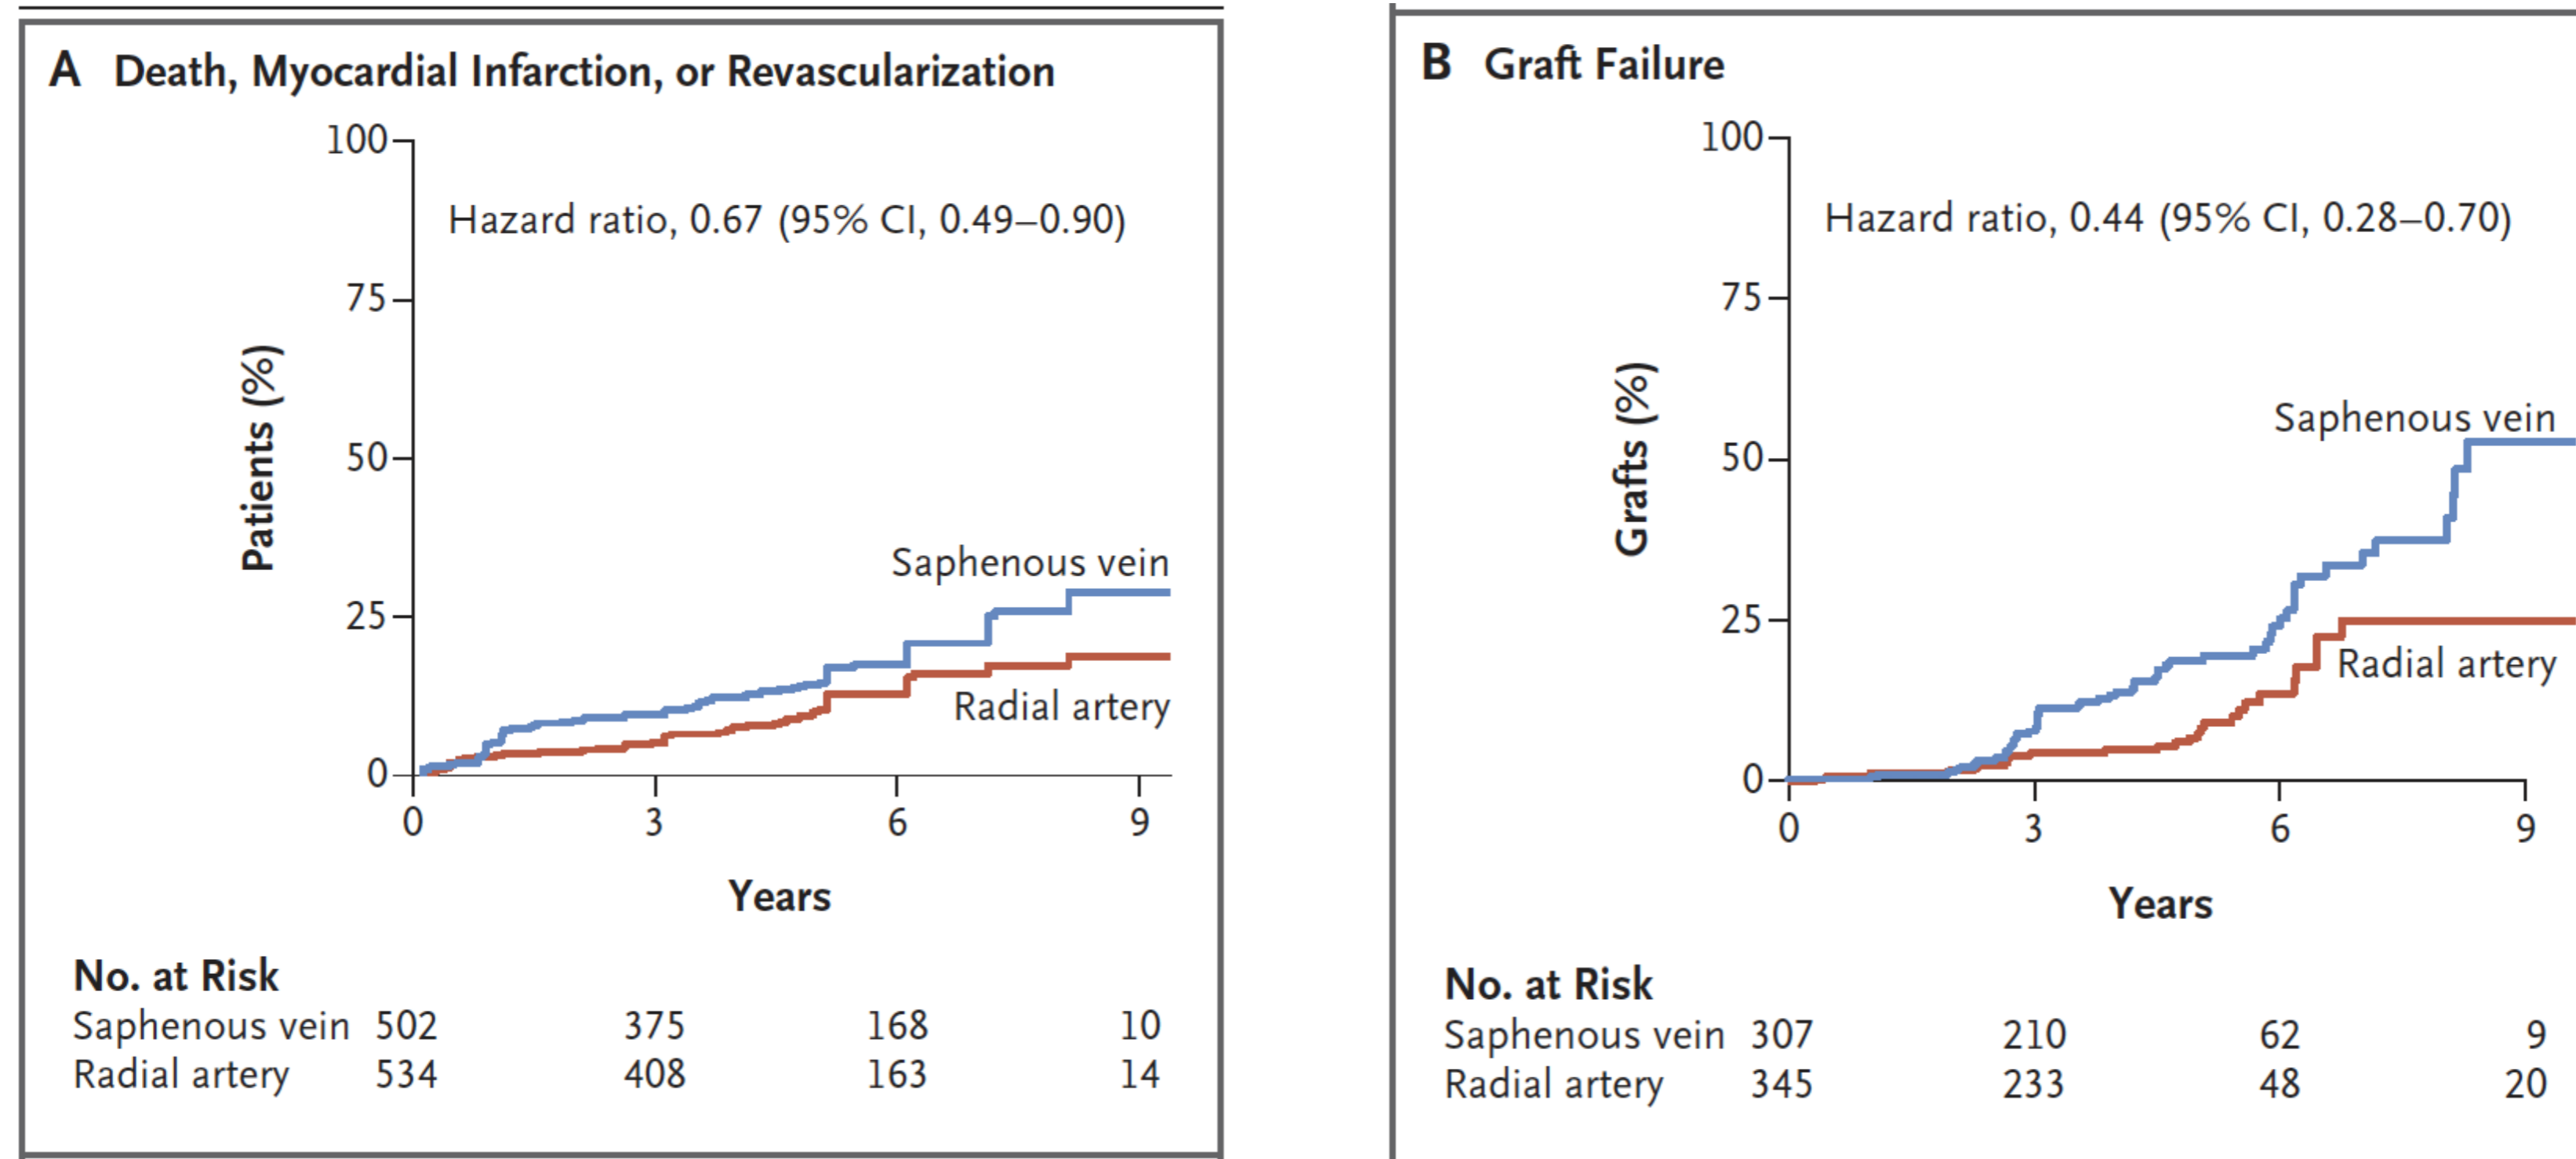 A Death, Myocardial Infarction, or Revascularization
100
Hazard ratio, 0.67 (95% CI, 0.49–0.90)
75
Patients (%)
50
Saphenous vein
25
Radial artery
0
0 3 6 9
Years
No. at Risk
Saphenous vein 502 375 168 10
Radial artery 534 408 163 14
B Graft Failure
100
Hazard ratio, 0.44 (95% CI, 0.28–0.70)
75
Grafts (%)
Saphenous vein
50
25
Radial artery
0
0 3 6 9
Years
No. at Risk
Saphenous vein 307 210 62 9
Radial artery 345 233 48 20